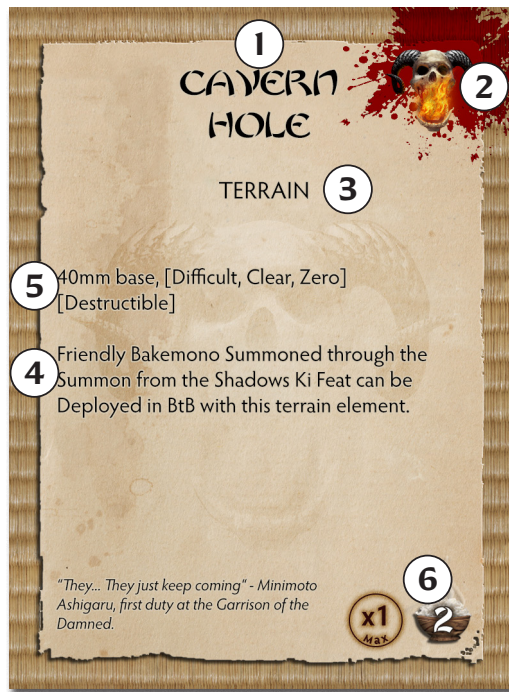 1
CAVERN
2
HOLE
TERRAIN 3
5 40mm base, [Difficult, Clear, Zero]
[Destructible]
Friendly Bakemono Summoned through the
4 Summon from the Shadows Ki Feat can be
Deployed in BtB with this terrain element.
6
"They... They just keep coming" - Minimoto
Ashigaru, first duty at the Garrison of the
Damned.
x1
Max
2